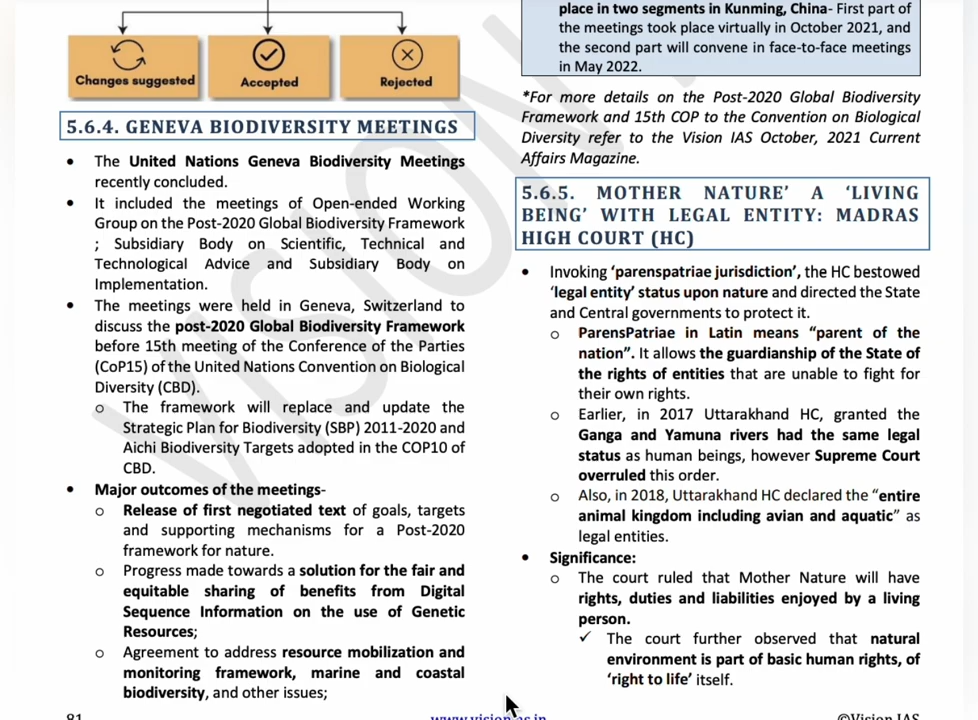 Changes suggested
Accepted
Rejected
5.6.4. GENEVA BIODIVERSITY MEETINGS
• The United Nations Geneva Biodiversity Meetings
recently concluded.
• It included the meetings of Open-ended Working
Group on the Post-2020 Global Biodiversity Framework
; Subsidiary Body on Scientific, Technical and
Technological Advice and Subsidiary Body on
Implementation.
• The meetings were held in Geneva, Switzerland to
discuss the post-2020 Global Biodiversity Framework
before 15th meeting of the Conference of the Parties
(CoP15) of the United Nations Convention on Biological
Diversity (CBD).
o The framework will replace and update the
Strategic Plan for Biodiversity (SBP) 2011-2020 and
Aichi Biodiversity Targets adopted in the COP10 of
CBD.
• Major outcomes of the meetings-
o Release of first negotiated text of goals, targets
and supporting mechanisms for a Post-2020
framework for nature.
o Progress made towards a solution for the fair and
equitable sharing of benefits from Digital
Sequence Information on the use of Genetic
Resources;
o Agreement to address resource mobilization and
monitoring framework, marine and coastal
biodiversity, and other issues;
place in two segments in Kunming, China- First part of
the meetings took place virtually in October 2021, and
the second part will convene in face-to-face meetings
in May 2022.
*For more details on the Post-2020 Global Biodiversity
Framework and 15th COP to the Convention on Biological
Diversity refer to the Vision IAS October, 2021 Current
Affairs Magazine.
5.6.5. MOTHER NATURE’ A ‘LIVING
BEING’ WITH LEGAL ENTITY: MADRAS
HIGH COURT (HC)
• Invoking ‘parenspatriae jurisdiction’, the HC bestowed
‘legal entity’ status upon nature and directed the State
and Central governments to protect it.
o ParensPatriae in Latin means “parent of the
nation”. It allows the guardianship of the State of
the rights of entities that are unable to fight for
their own rights.
o Earlier, in 2017 Uttarakhand HC, granted the
Ganga and Yamuna rivers had the same legal
status as human beings, however Supreme Court
overruled this order.
o Also, in 2018, Uttarakhand HC declared the “entire
animal kingdom including avian and aquatic” as
legal entities.
• Significance:
o The court ruled that Mother Nature will have
rights, duties and liabilities enjoyed by a living
person.
✓ The court further observed that natural
environment is part of basic human rights, of
‘right to life’ itself.
81
www.visionias.in
©Vision IAS
VISION